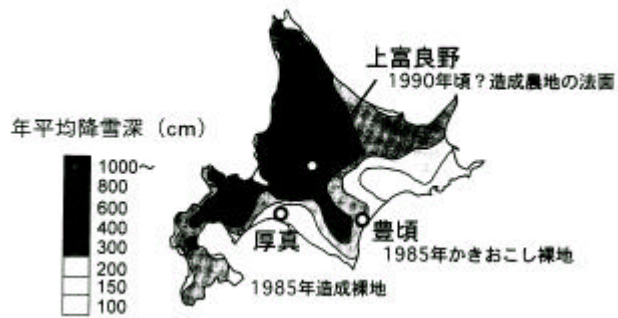 上富良野
1990年頃？造成農地の法面
年平均降雪深（cm）
1000～
800
600
400
300
200
150
100
厚真
1985年造成裸地
豊頃
1985年かきおこし裸地